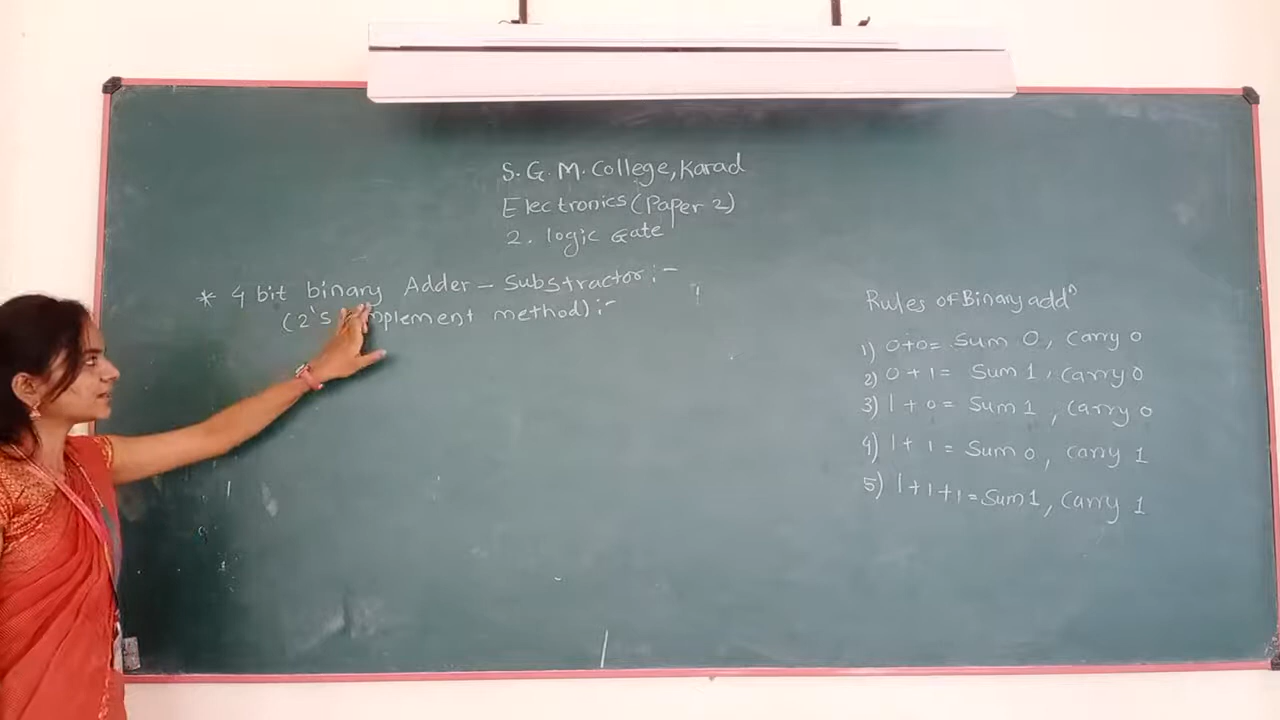 S. G. M. College, Karad
Electronics (Paper 2)
2. logic Gate
* 4 bit binary Adder - Substractor :-
(2's complement method) :-
Rules of Binary addⁿ
1) 0+0= Sum 0, Carry 0
2) 0 + 1 = Sum 1, Carry 0
3) 1 + 0 = Sum 1, Carry 0
4) 1 + 1 = Sum 0, Carry 1
5) 1+1+1 = Sum 1, Carry 1